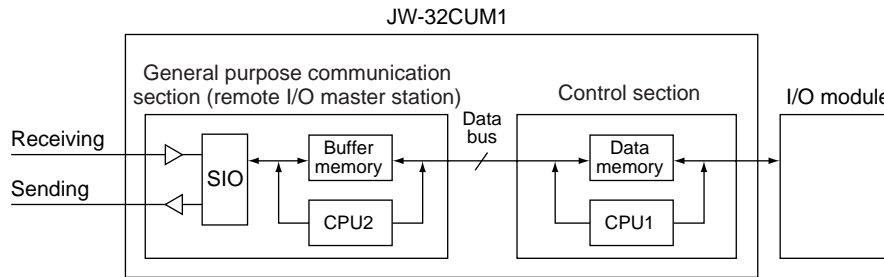 JW-32CUM1
General purpose communication
section (remote I/O master station)
Control section
I/O module
Data
bus
Receiving
Sending
SIO
Buffer
memory
CPU2
Data
memory
CPU1